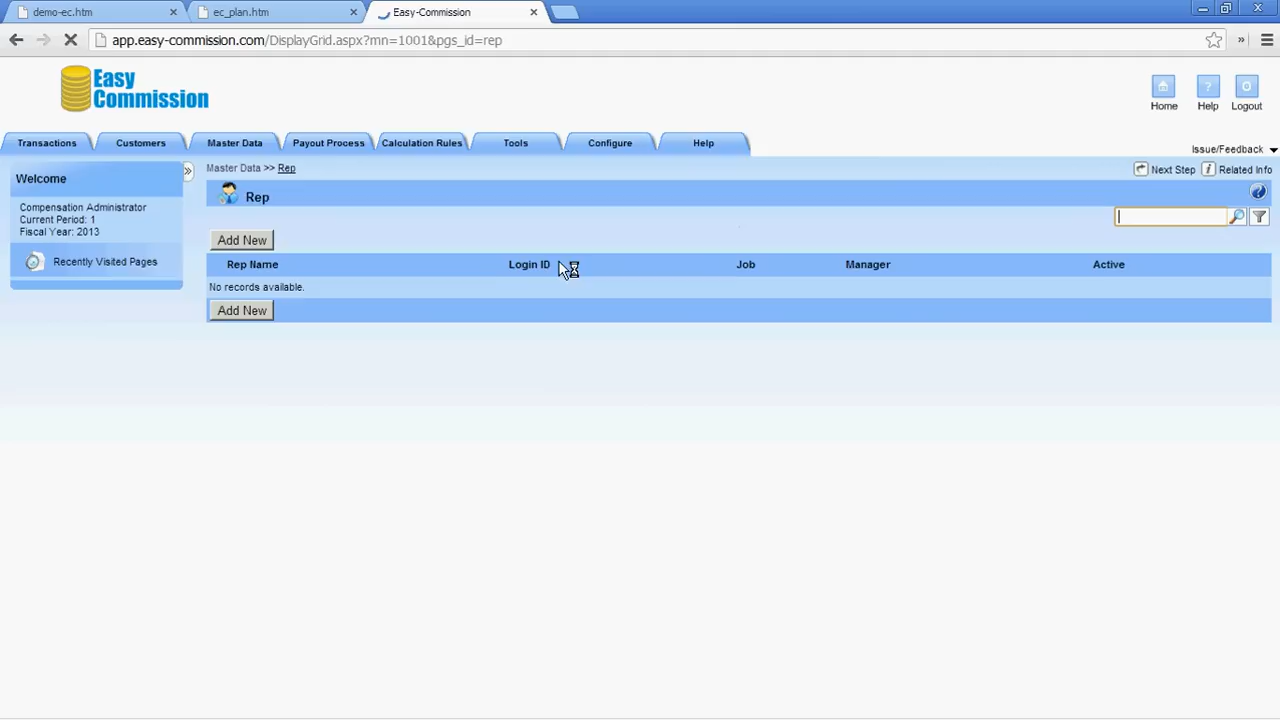 demo-ec.htm
ec_plan.htm
Easy-Commission
app.easy-commission.com/DisplayGrid.aspx?mn=1001&pgs_id=rep
Easy
Commission
Home
Help
Logout
Transactions
Customers
Master Data
Payout Process
Calculation Rules
Tools
Configure
Help
Issue/Feedback
Welcome
Compensation Administrator
Current Period: 1
Fiscal Year: 2013
Recently Visited Pages
Master Data >> Rep
Next Step
Related Info
Rep
Add New
Rep Name
Login ID
Job
Manager
Active
No records available.
Add New